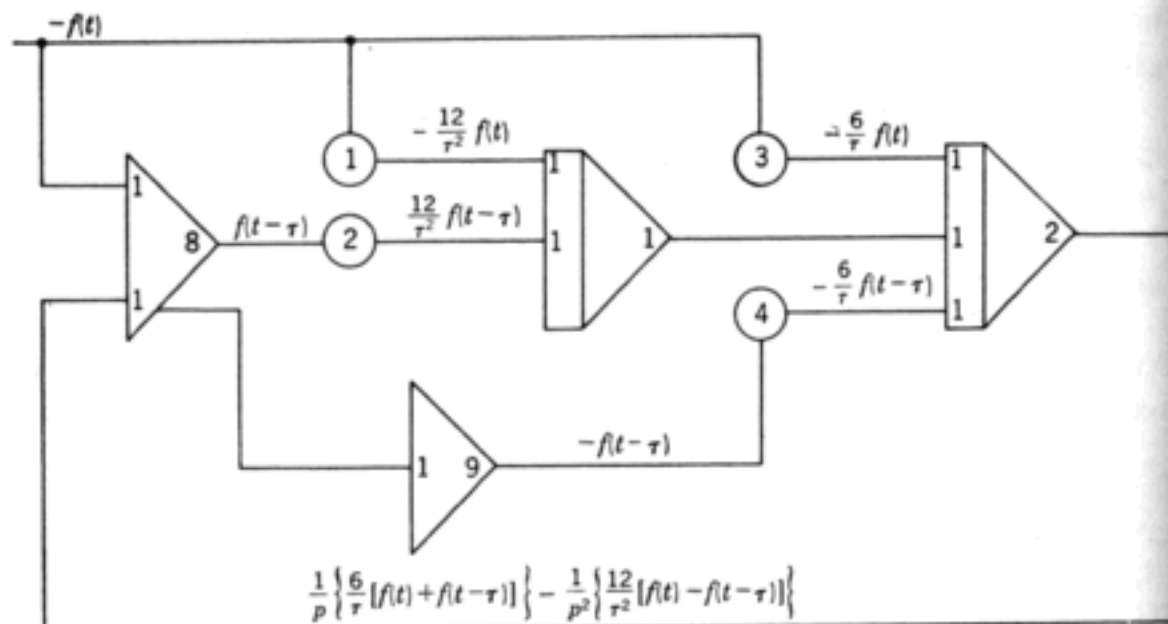 −f(t)
− 12/τ² f(t)
− 6/τ f(t)
1
1
1
3
1
f(t−τ)
12/τ² f(t−τ)
8
2
1
1
1
2
− 6/τ f(t−τ)
1
4
1
−f(t−τ)
1
9
1/p {6/τ [f(t)+f(t−τ)]} − 1/p² {12/τ² [f(t)−f(t−τ)]}